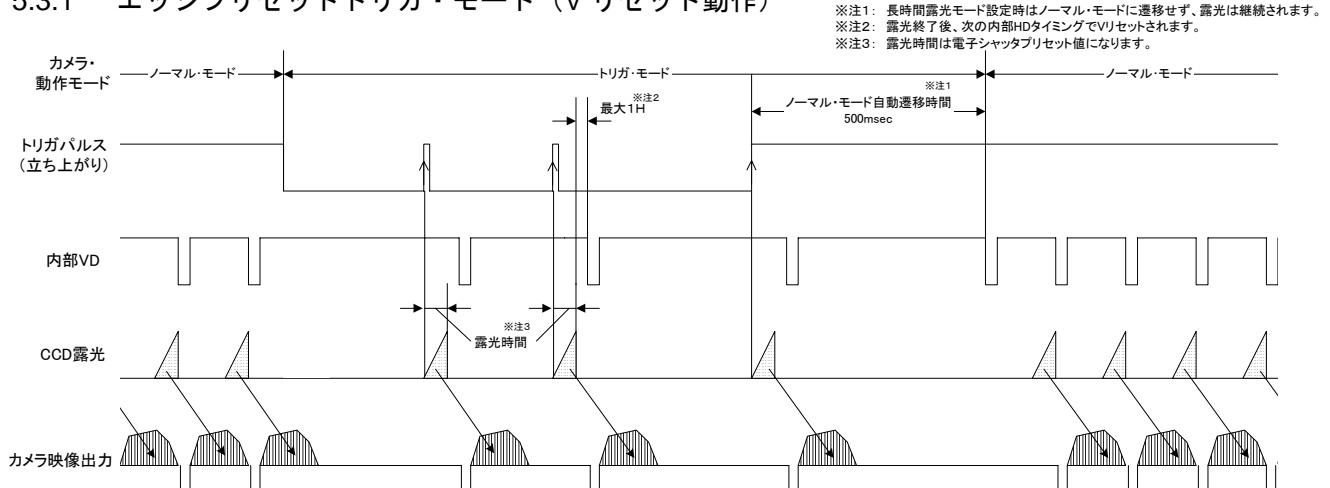 5.3.1 エッジプリセットトリガ・モード（V リセット動作）
※注1： 長時間露光モード設定時はノーマル・モードに遷移せず、露光は継続されます。
※注2： 露光終了後、次の内部HDタイミングでVリセットされます。
※注3： 露光時間は電子シャッタプリセット値になります。
カメラ・
動作モード
ノーマル・モード
トリガ・モード
ノーマル・モード
※注1
ノーマル・モード自動遷移時間
500msec
※注2
最大1H
トリガパルス
（立ち上がり）
内部VD
※注3
露光時間
CCD露光
カメラ映像出力